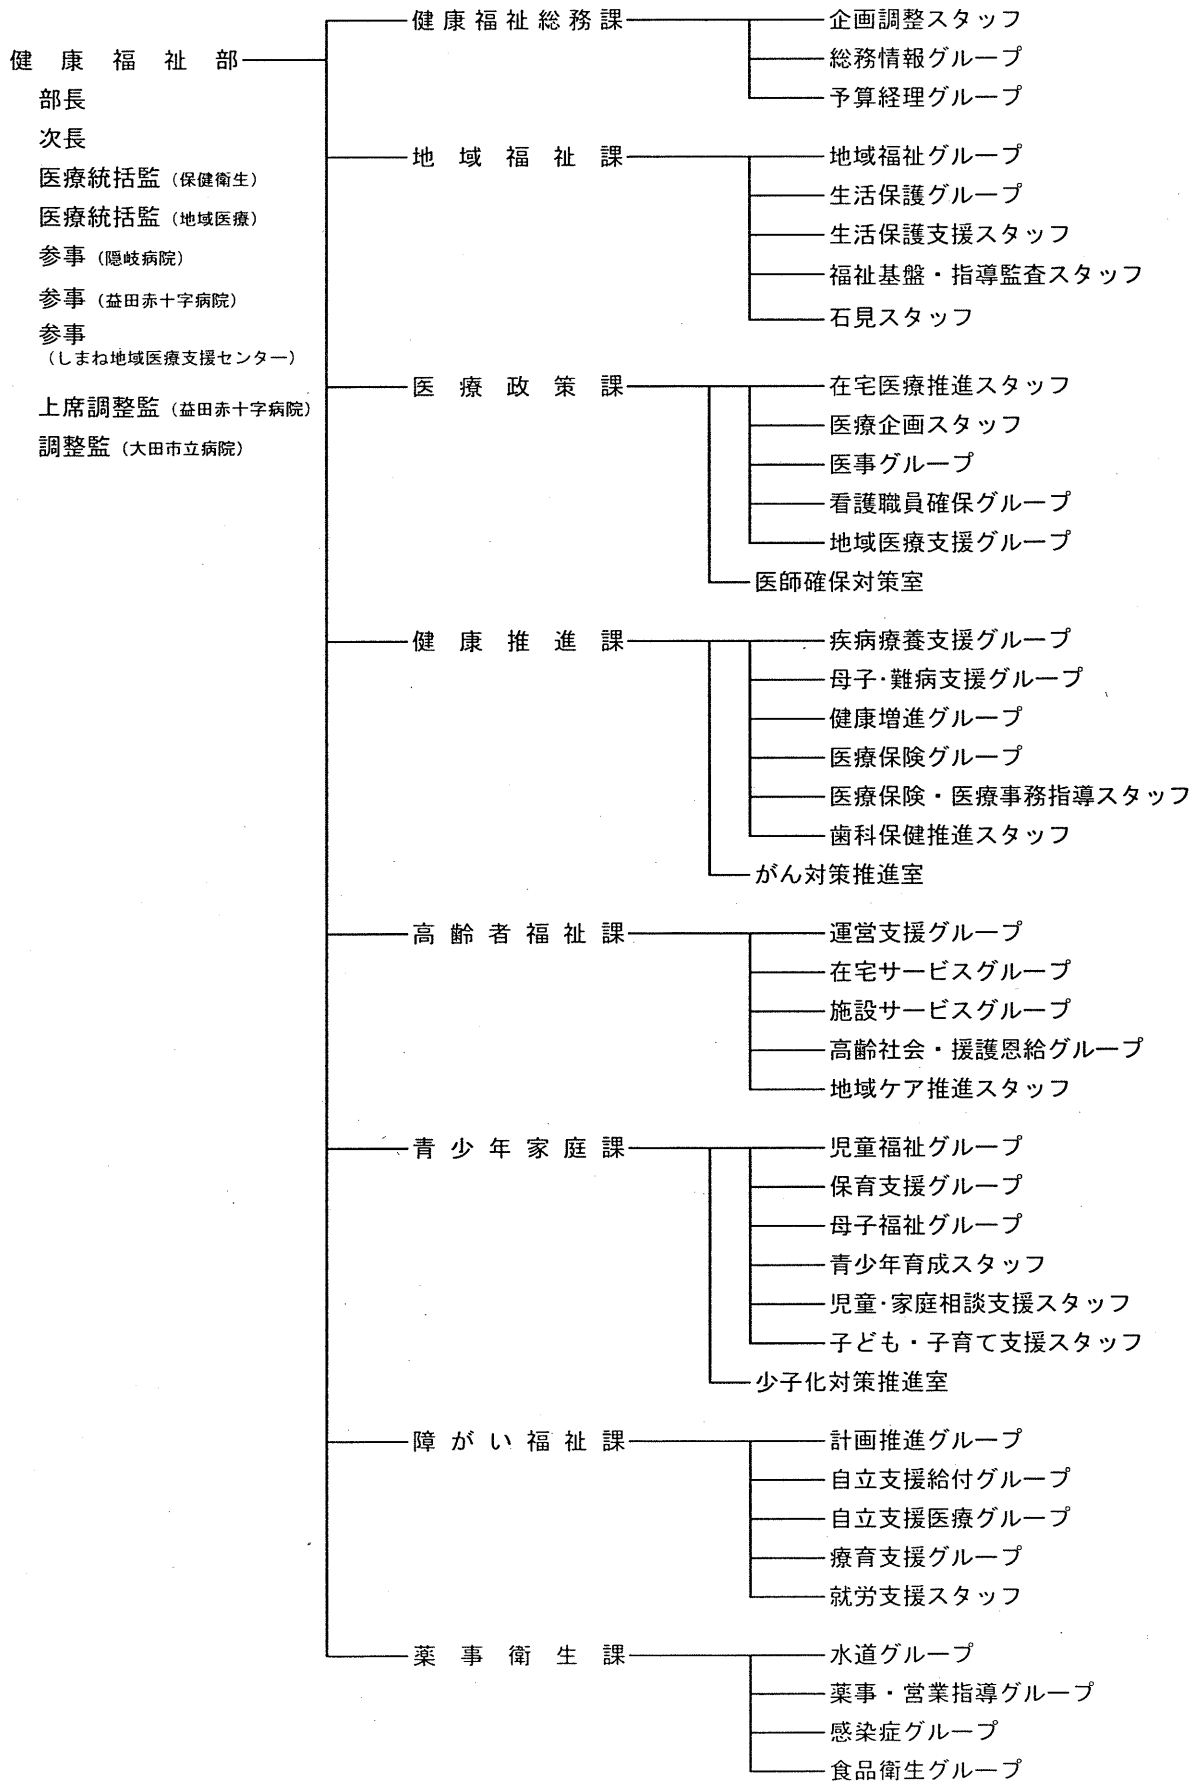 健康福祉部
部長
次長
医療統括監（保健衛生）
医療統括監（地域医療）
参事（隠岐病院）
参事（益田赤十字病院）
参事
（しまね地域医療支援センター）
上席調整監（益田赤十字病院）
調整監（大田市立病院）
健康福祉総務課
企画調整スタッフ
総務情報グループ
予算経理グループ
地域福祉課
地域福祉グループ
生活保護グループ
生活保護支援スタッフ
福祉基盤・指導監査スタッフ
石見スタッフ
医療政策課
在宅医療推進スタッフ
医療企画スタッフ
医事グループ
看護職員確保グループ
地域医療支援グループ
医師確保対策室
健康推進課
疾病療養支援グループ
母子・難病支援グループ
健康増進グループ
医療保険グループ
医療保険・医療事務指導スタッフ
歯科保健推進スタッフ
がん対策推進室
高齢者福祉課
運営支援グループ
在宅サービスグループ
施設サービスグループ
高齢社会・援護恩給グループ
地域ケア推進スタッフ
青少年家庭課
児童福祉グループ
保育支援グループ
母子福祉グループ
青少年育成スタッフ
児童・家庭相談支援スタッフ
子ども・子育て支援スタッフ
少子化対策推進室
障がい福祉課
計画推進グループ
自立支援給付グループ
自立支援医療グループ
療育支援グループ
就労支援スタッフ
薬事衛生課
水道グループ
薬事・営業指導グループ
感染症グループ
食品衛生グループ